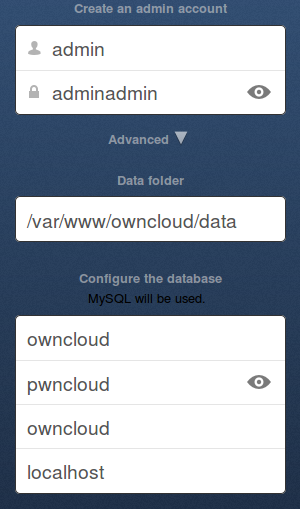 Create an admin account
admin
adminadmin
Advanced ▼
Data folder
/var/www/owncloud/data
Configure the database
MySQL will be used.
owncloud
pwncloud
owncloud
localhost